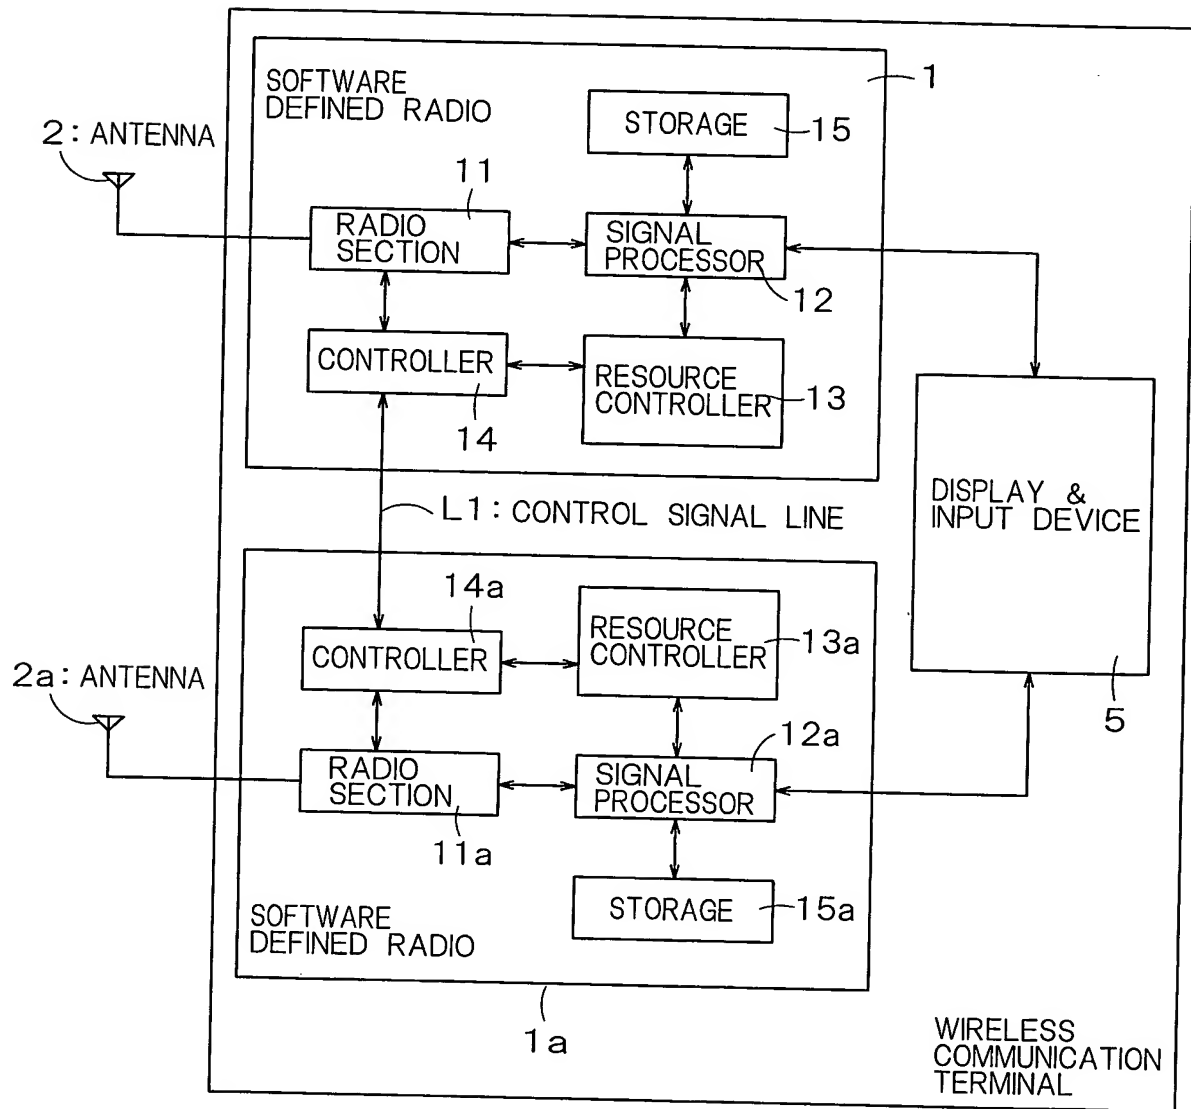 SOFTWARE
DEFINED RADIO
1
STORAGE
15
2: ANTENNA
11
RADIO
SECTION
SIGNAL
PROCESSOR
12
CONTROLLER
14
RESOURCE
CONTROLLER
13
DISPLAY &
INPUT DEVICE
5
L1: CONTROL SIGNAL LINE
14a
CONTROLLER
RESOURCE
CONTROLLER
13a
2a: ANTENNA
RADIO
SECTION
11a
12a
SIGNAL
PROCESSOR
STORAGE
15a
SOFTWARE
DEFINED RADIO
1a
WIRELESS
COMMUNICATION
TERMINAL